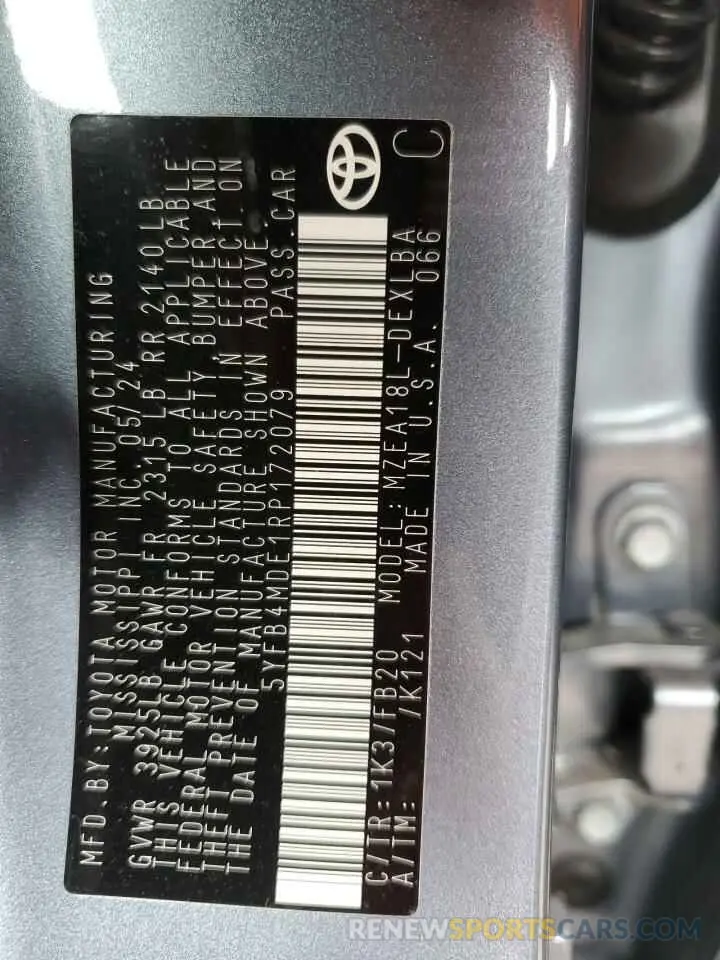 MFD.BY:TOYOTA MOTOR MANUFACTURING
MISSISSIPPI INC. 05/24
GVWR 3925LB GAWR FR 2315 LB RR 2140LB
THIS VEHICLE CONFORMS TO ALL APPLICABLE
FEDERAL MOTOR VEHICLE SAFETY BUMPER AND
THEFT PREVENTION STANDARDS IN EFFECT ON
THE DATE OF MANUFACTURE SHOWN ABOVE.
5YFB4MDE1RP172079 PASS.CAR
C/TR:1K3/FB20 MODEL:MZEA18L-DEXLBA
A/TM: /K121 MADE IN U.S.A. 066
C
RENEWSPORTSCARS.COM